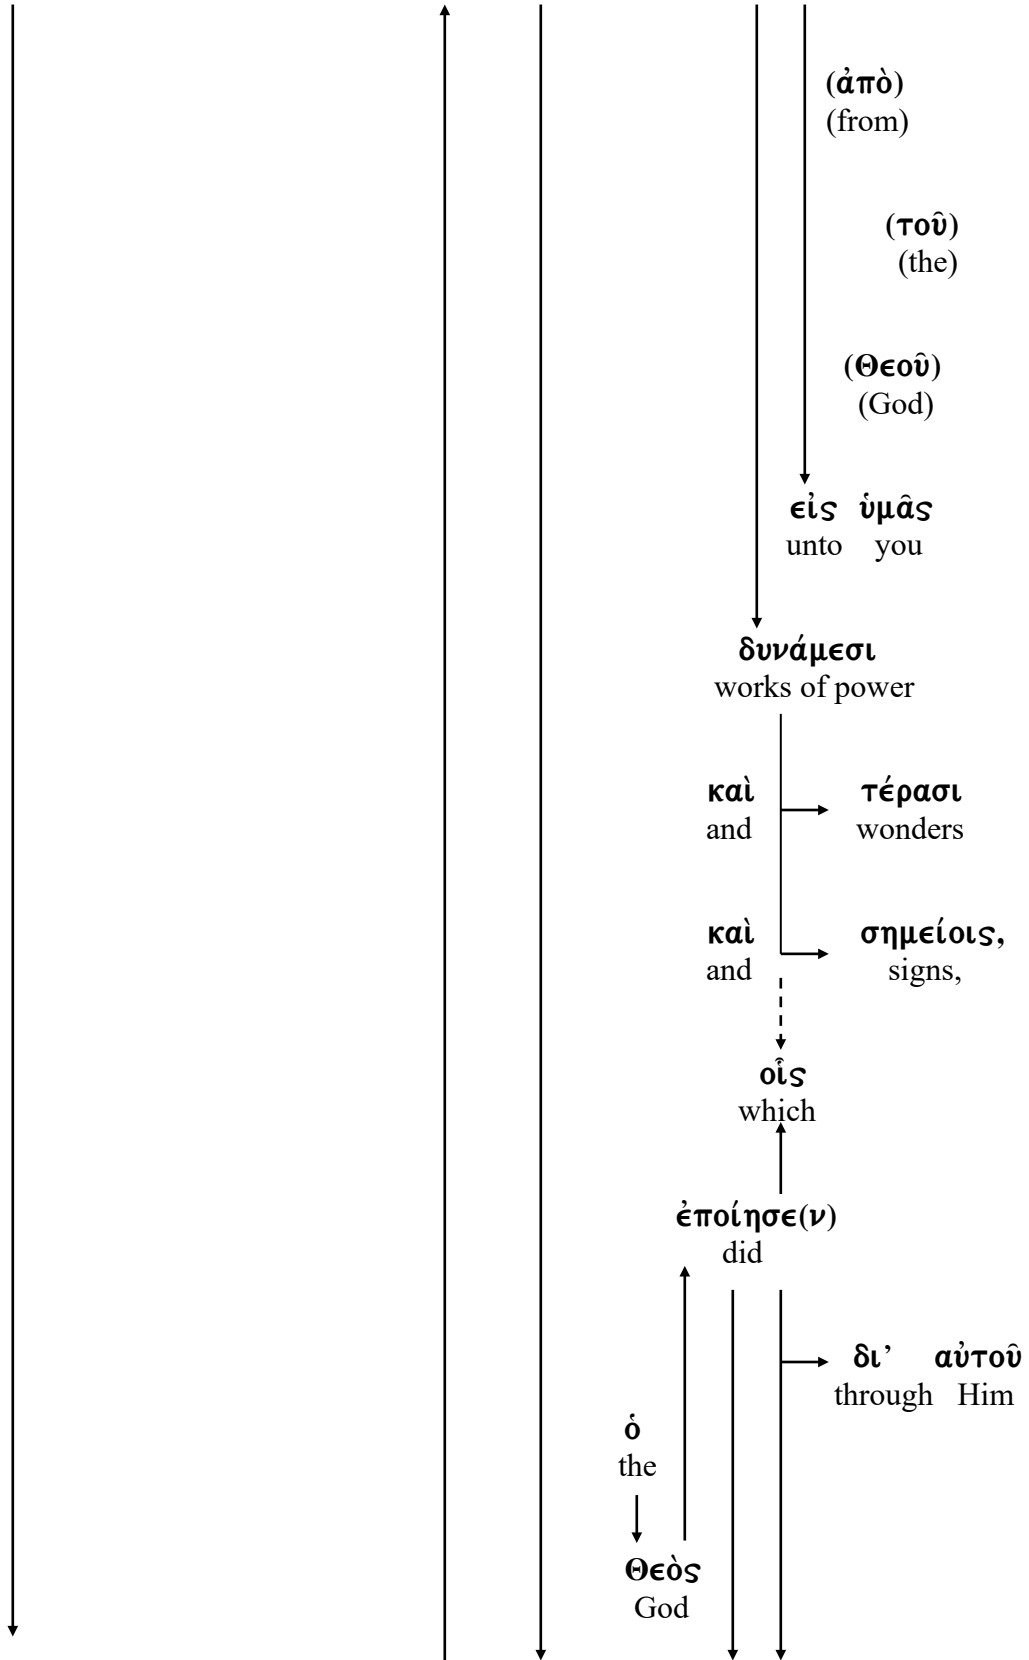 (ἀπὸ)
(from)
(τοῦ)
(the)
(Θεοῦ)
(God)
εἰς ὑμᾶς
unto you
δυνάμεσι
works of power
καὶ τέρασι
and wonders
καὶ σημείοις,
and signs,
οἷς
which
ἐποίησε(ν)
did
δι’ αὐτοῦ
through Him
ὁ
the
Θεὸς
God